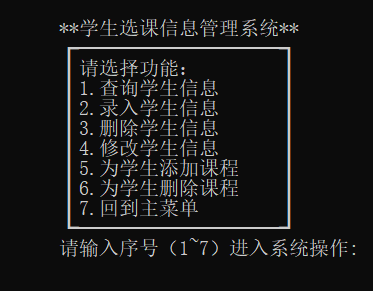 **学生选课信息管理系统**
请选择功能：
1.查询学生信息
2.录入学生信息
3.删除学生信息
4.修改学生信息
5.为学生添加课程
6.为学生删除课程
7.回到主菜单
请输入序号（1~7）进入系统操作: